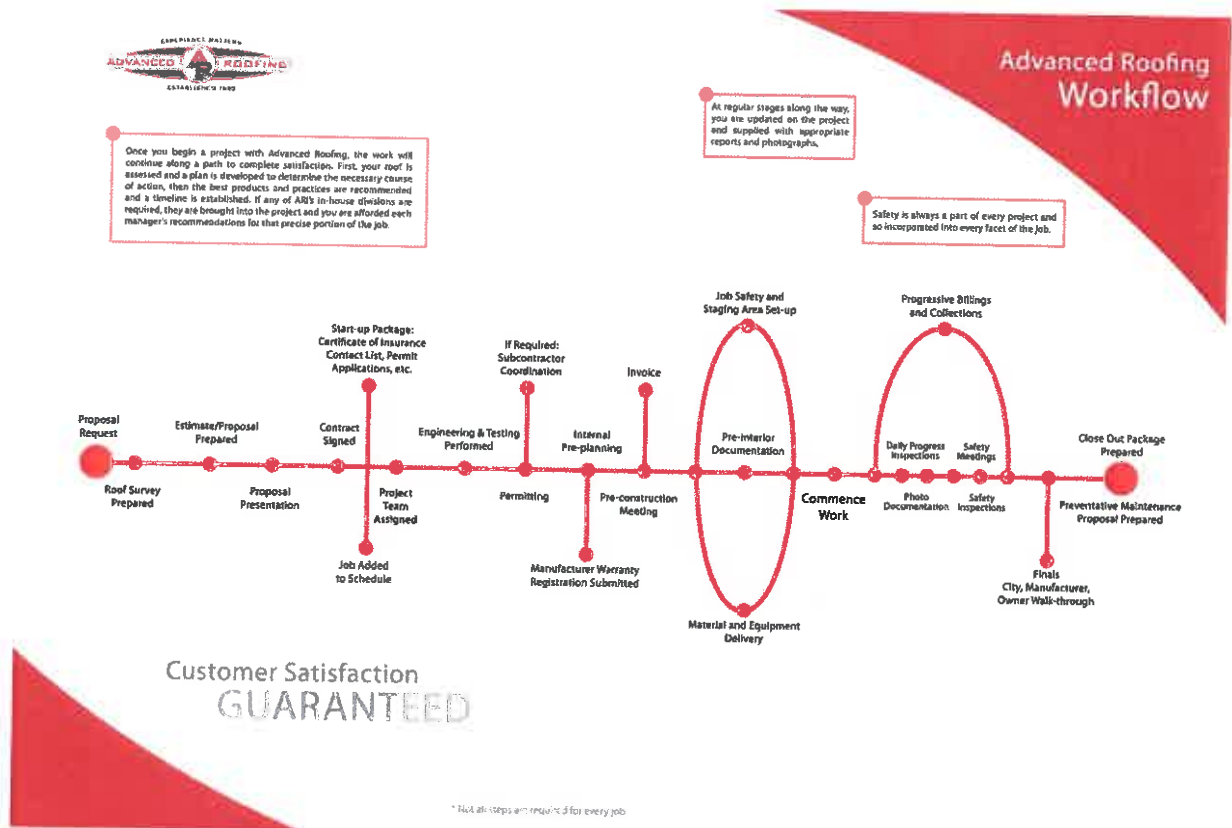 EXPERIENCE MATTERS
ADVANCED ROOFING
ESTABLISHED
Advanced Roofing
Workflow
At regular stages along the way,
you are updated on the project
and supplied with appropriate
reports and photographs.
Once you begin a project with Advanced Roofing, the work will
continue along a path to complete satisfaction. First, your roof is
assessed and a plan is developed to determine the necessary course
of action, then the best products and practices are recommended
and a timeline is established. If any of ARI's in-house divisions are
required, they are brought into the project and you are afforded each
manager's recommendations for that precise portion of the job.
Safety is always a part of every project and
so incorporated into every facet of the job.
Proposal
Request
Roof Survey
Prepared
Estimate/Proposal
Prepared
Proposal
Presentation
Contract
Signed
Start-up Package:
Certificate of Insurance
Contact List, Permit
Applications, etc.
Job Added
to Schedule
Project
Team
Assigned
Engineering & Testing
Performed
If Required:
Subcontractor
Coordination
Permitting
Internal
Pre-planning
Manufacturer Warranty
Registration Submitted
Invoice
Pre-construction
Meeting
Job Safety and
Staging Area Set-up
Pre-interior
Documentation
Material and Equipment
Delivery
Commence
Work
Progressive Billings
and Collections
Daily Progress
Inspections
Photo
Documentation
Safety
Meetings
Safety
Inspections
Finals
City, Manufacturer,
Owner Walk-through
Close Out Package
Prepared
Preventative Maintenance
Proposal Prepared
Customer Satisfaction
GUARANTEED
* Not all steps are required for every job